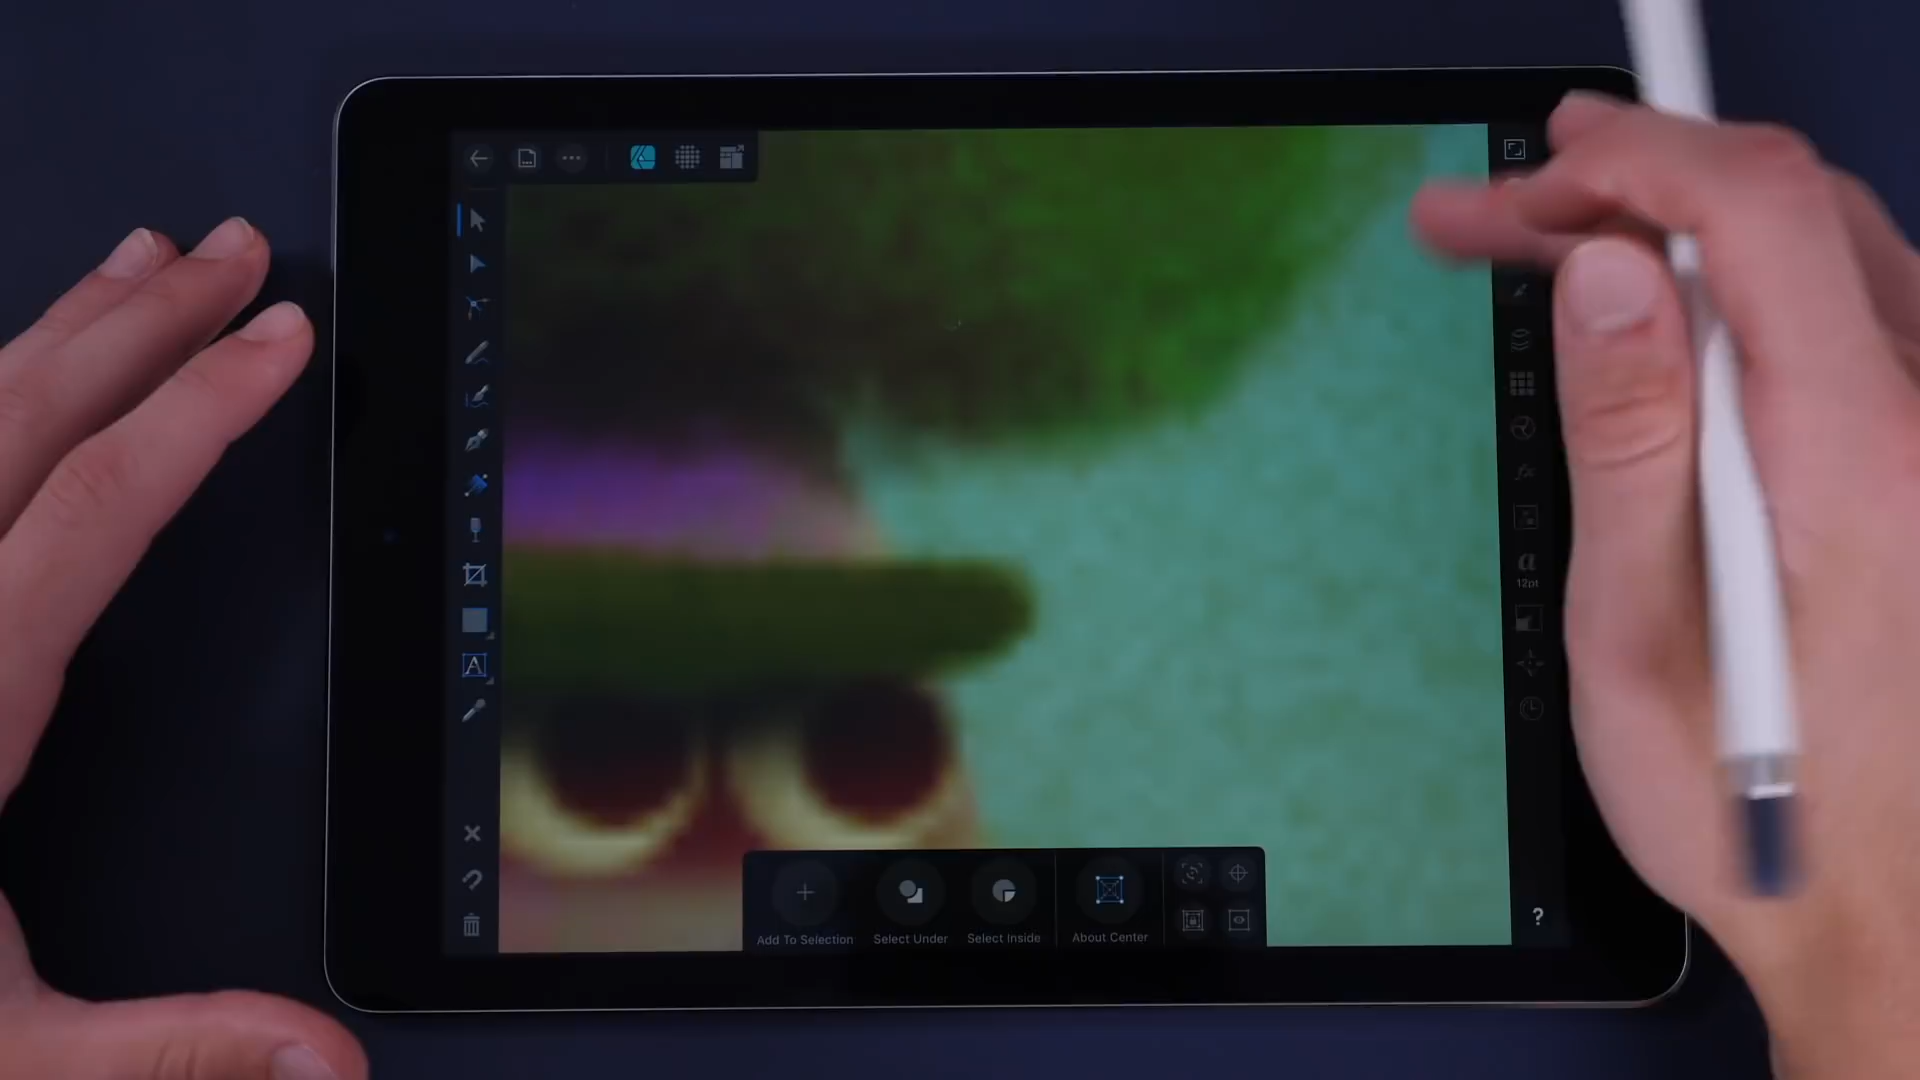 a
12pt
A
Add To Selection
Select Under
Select Inside
About Center
?